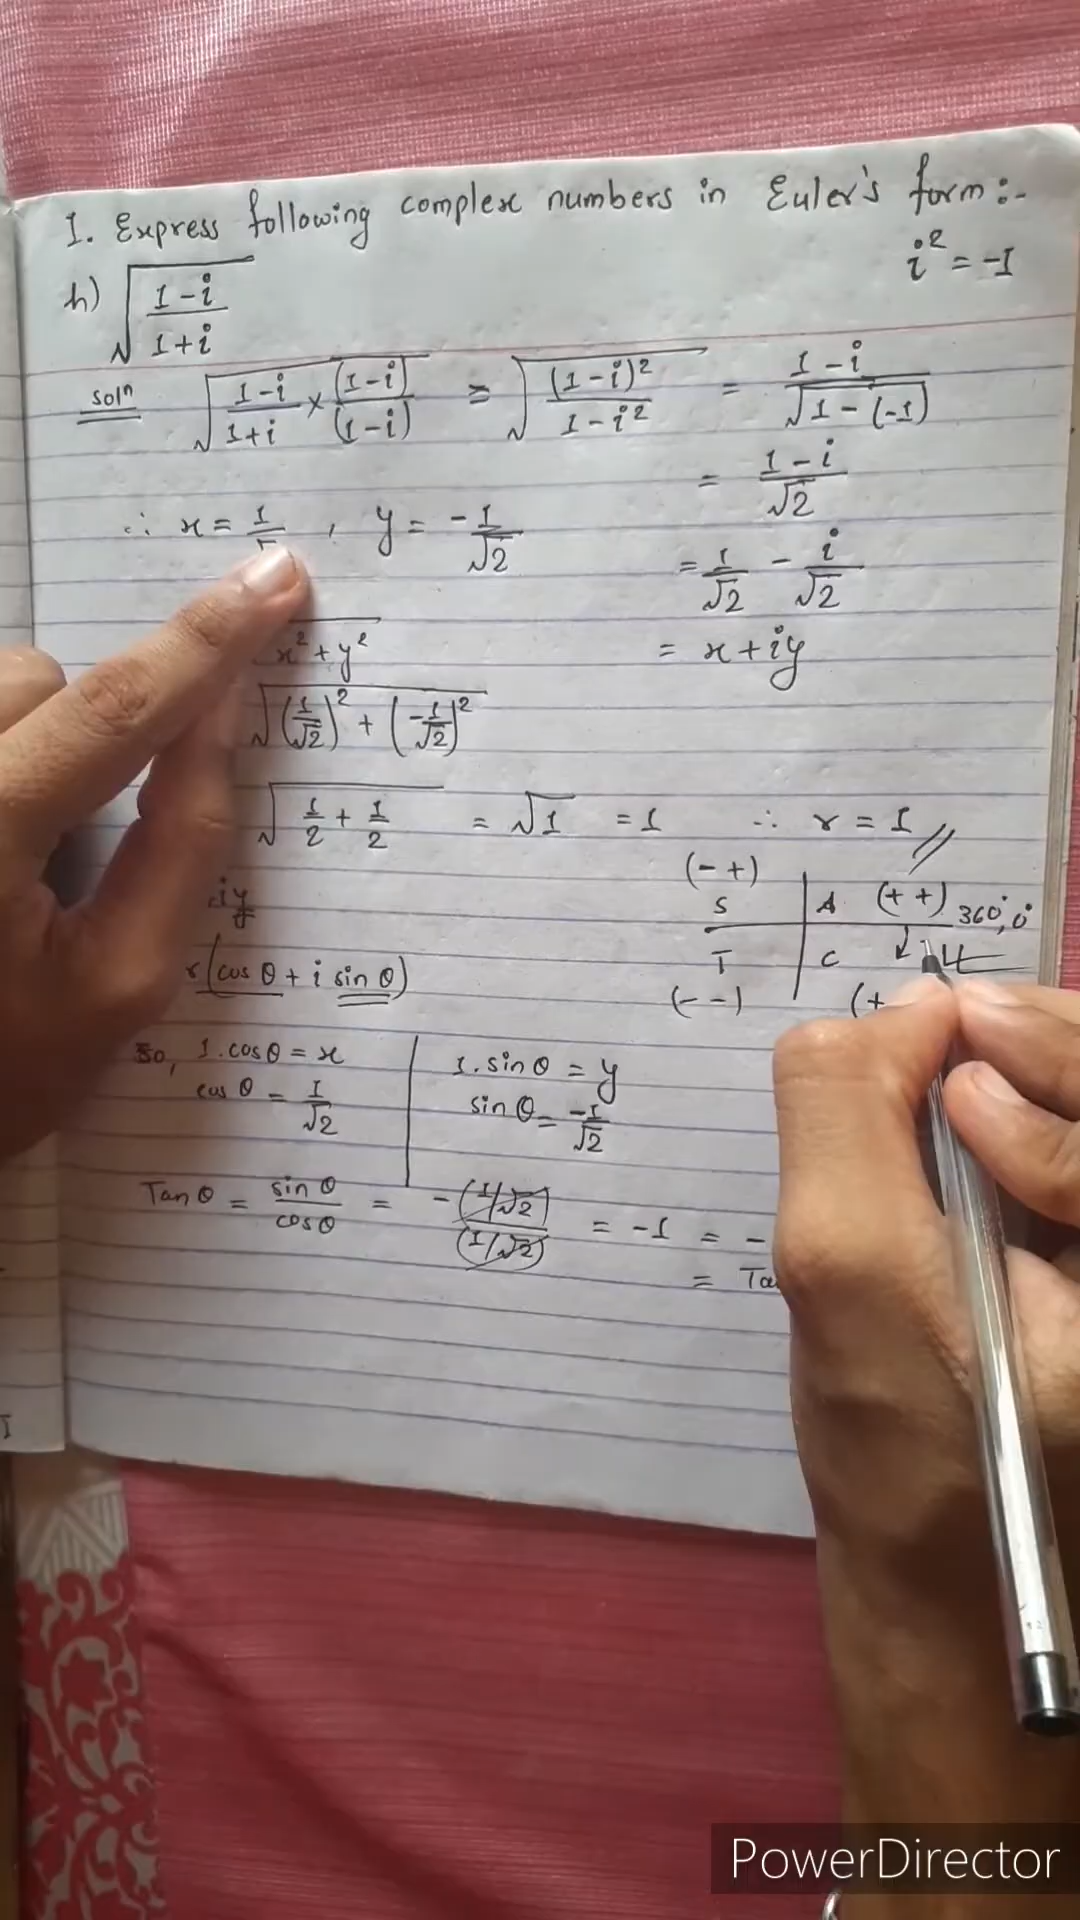 1. Express following complex numbers in Euler's form :-
i² = -1
h) √((1-i)/(1+i))
Solⁿ √((1-i)/(1+i) × (1-i)/(1-i)) = √((1-i)²/(1-i²)) = (1-i)/√(1-(-1))
= (1-i)/√2
∴ x = 1/ , y = -1/√2
= 1/√2 - i/√2
x² + y²
= x + iy
√((1/√2)² + (-1/√2)²)
√(1/2 + 1/2) = √1 = 1 ∴ r = 1 //
(- +)
S A (+ +) 360°, 0°
T C
(- -) (+
iy
r(cos θ + i sin θ)
So, 1.cosθ = x
1.sinθ = y
cos θ = 1/√2
sin θ = -1/√2
Tan θ = sin θ/cos θ = -(1/√2)/(1/√2) = -1 = -
=
PowerDirector